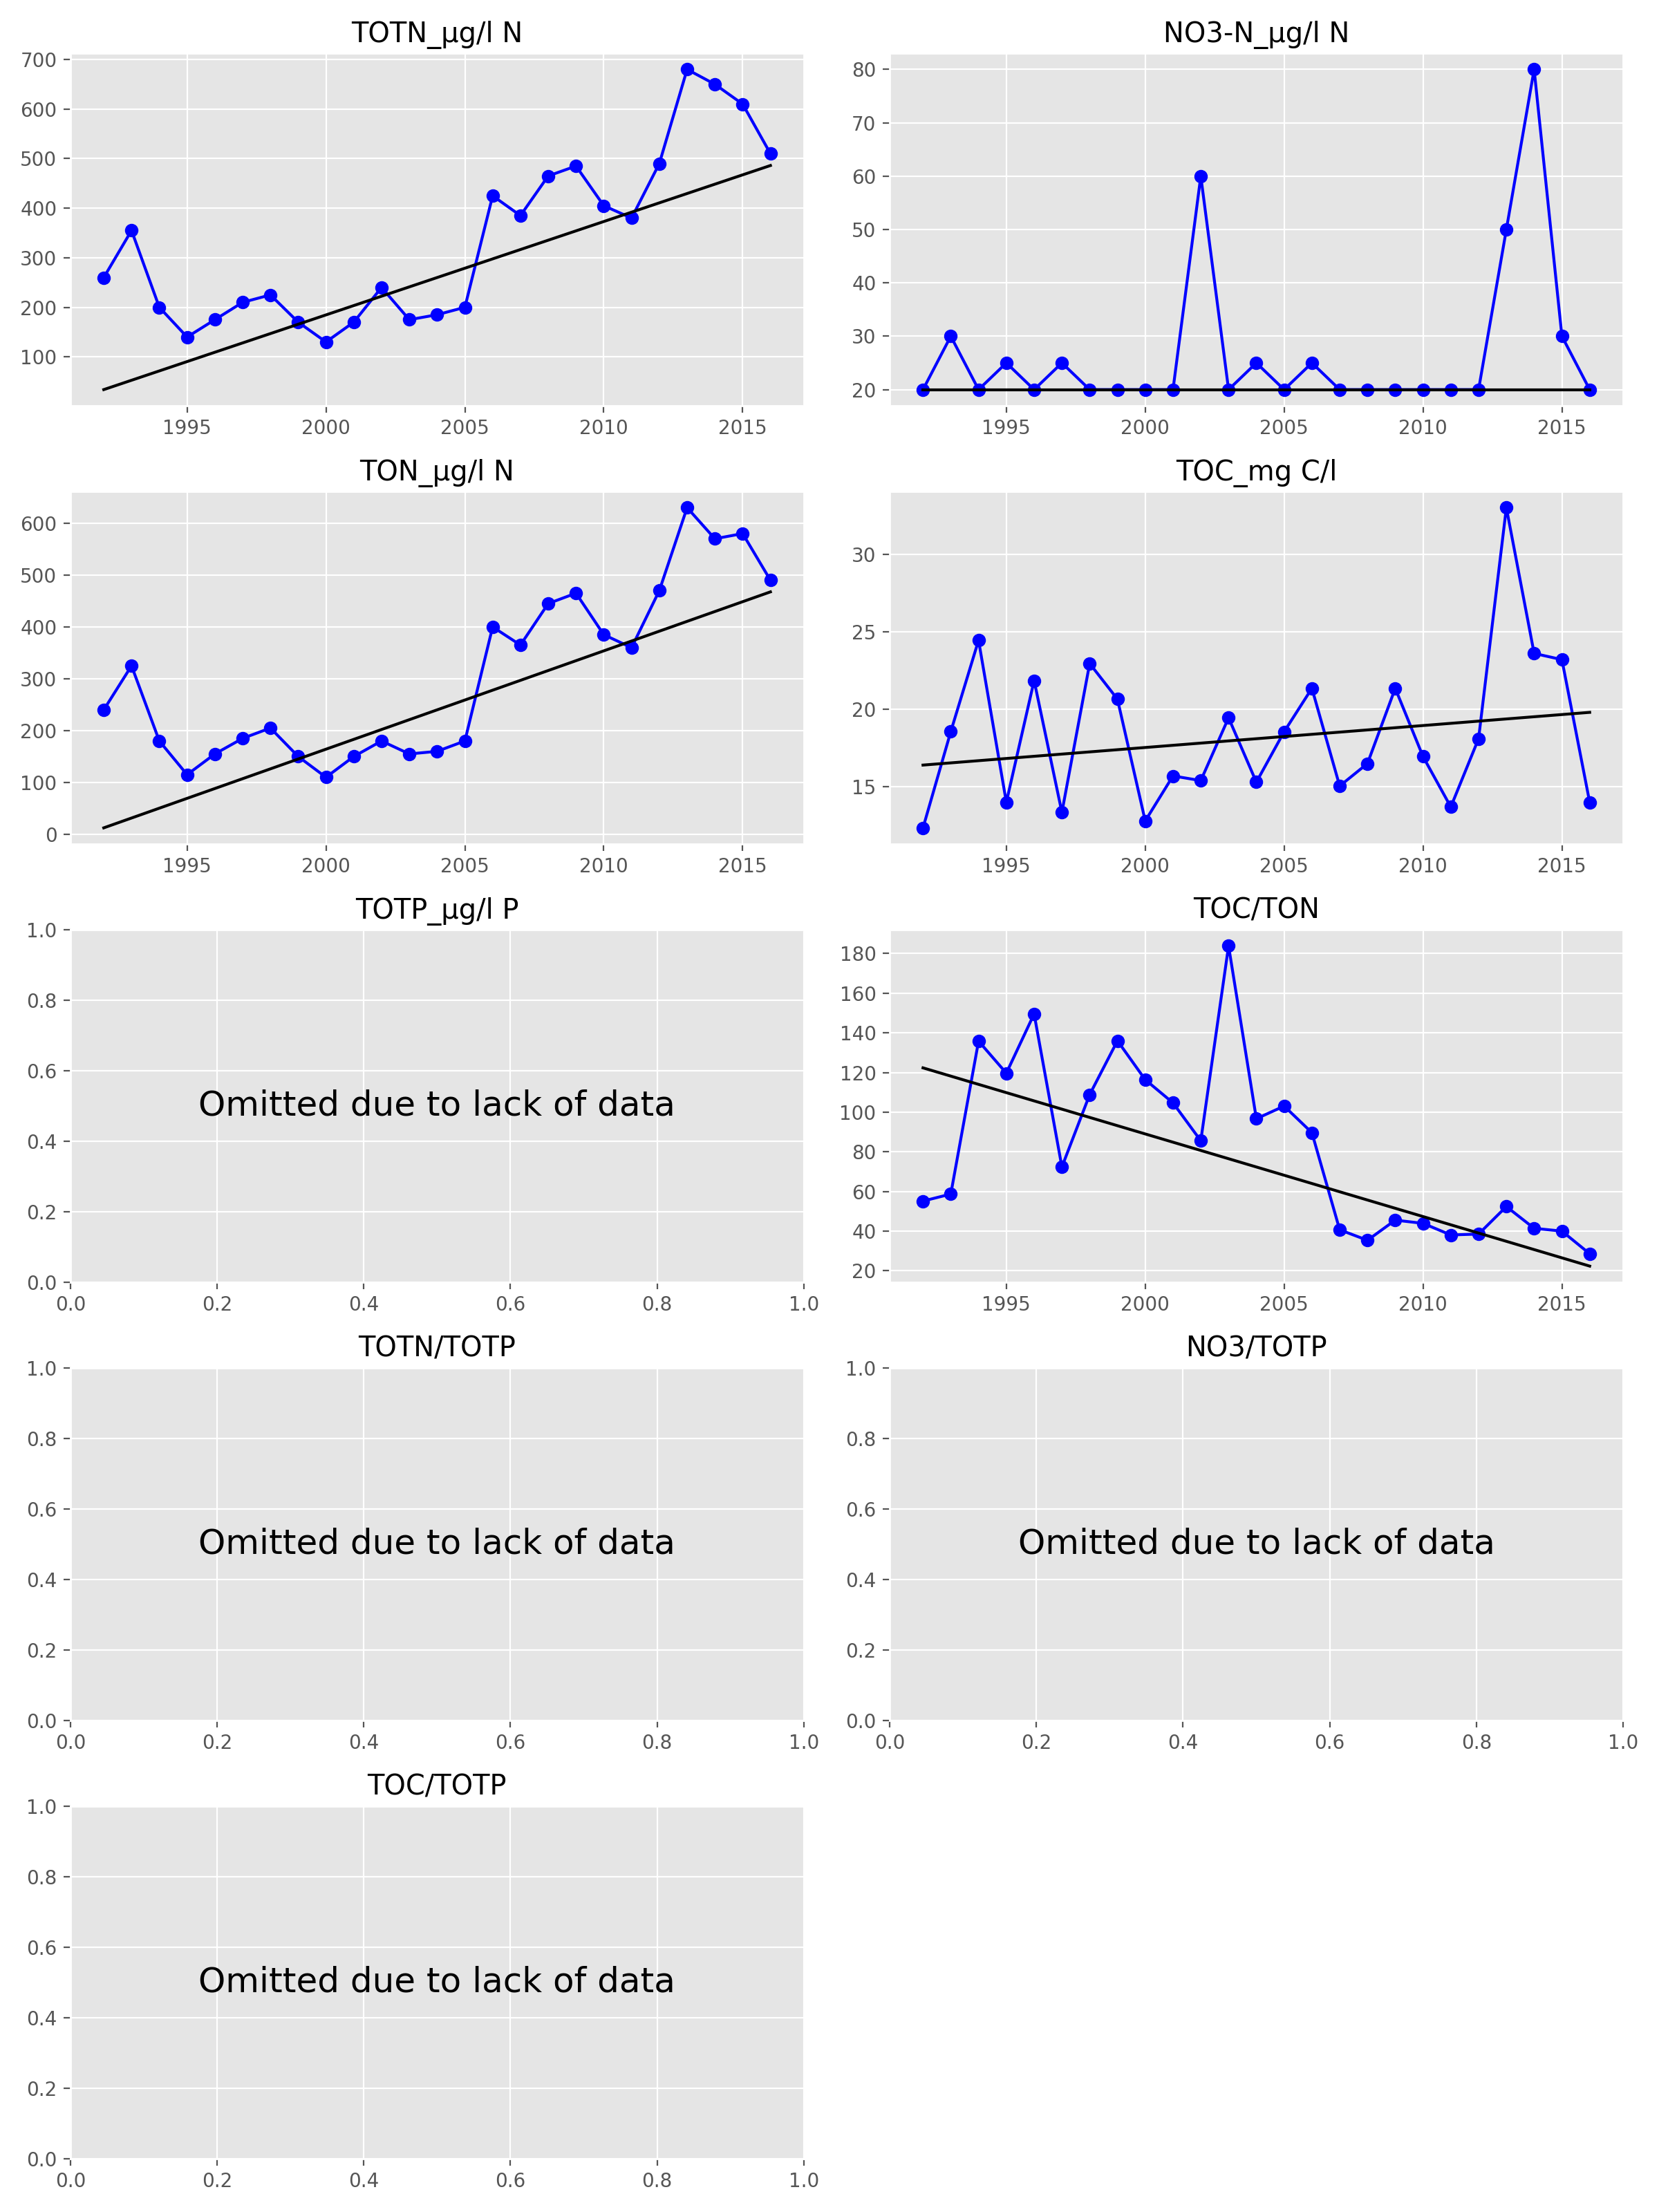 TOTN_µg/l N
700
600
500
400
300
200
100
1995 2000 2005 2010 2015
NO3-N_µg/l N
80
70
60
50
40
30
20
1995 2000 2005 2010 2015
TON_µg/l N
600
500
400
300
200
100
0
1995 2000 2005 2010 2015
TOC_mg C/l
30
25
20
15
1995 2000 2005 2010 2015
TOTP_µg/l P
1.0
0.8
0.6
Omitted due to lack of data
0.4
0.2
0.0
0.0 0.2 0.4 0.6 0.8 1.0
TOC/TON
180
160
140
120
100
80
60
40
20
1995 2000 2005 2010 2015
TOTN/TOTP
1.0
0.8
0.6
Omitted due to lack of data
0.4
0.2
0.0
0.0 0.2 0.4 0.6 0.8 1.0
NO3/TOTP
1.0
0.8
0.6
Omitted due to lack of data
0.4
0.2
0.0
0.0 0.2 0.4 0.6 0.8 1.0
TOC/TOTP
1.0
0.8
0.6
Omitted due to lack of data
0.4
0.2
0.0
0.0 0.2 0.4 0.6 0.8 1.0